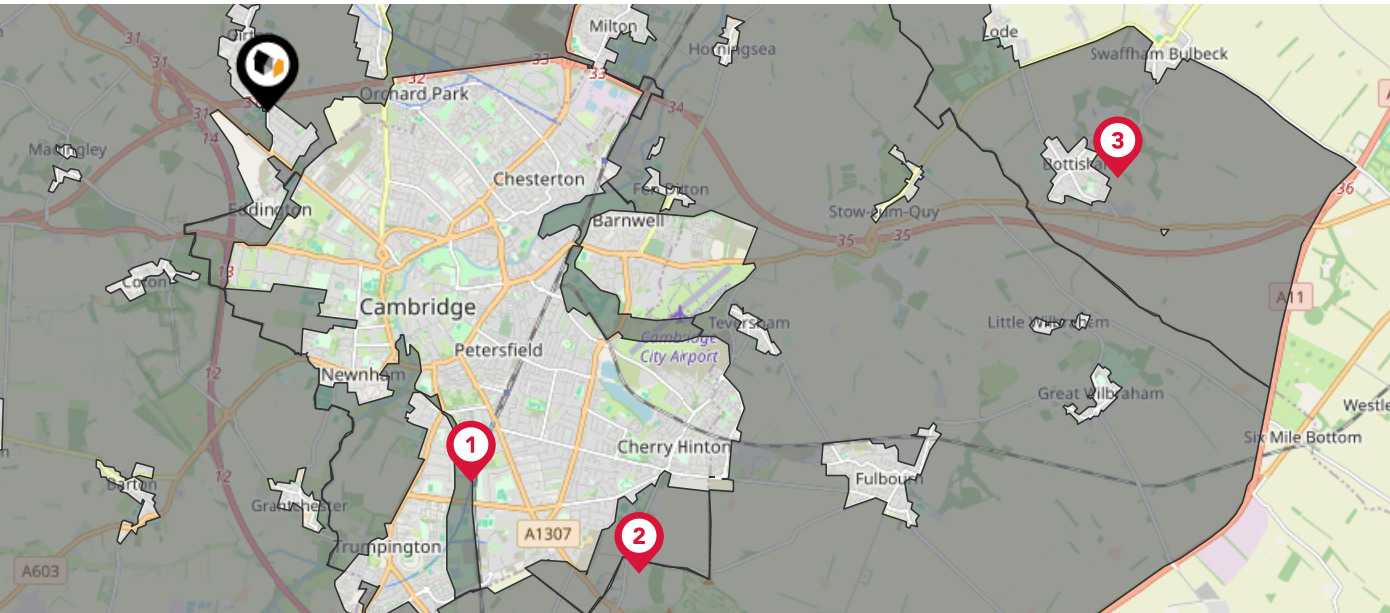 Milton
Lode
Horningsea
Swaffham Bulbeck
31
31
33
33
32
Orchard Park
34
31
14
Madingley
3
36
Chesterton
Fen Ditton
Eddington
Barnwell
Stow-cum-Quy
35
35
13
Coton
A11
Cambridge
Teversham
Little Wilbraham
Cambridge
City Airport
Petersfield
12
Newnham
Great Wilbraham
Six Mile Bottom
1
Cherry Hinton
12
Barton
Fulbourn
Grantchester
A1307
2
Trumpington
A603